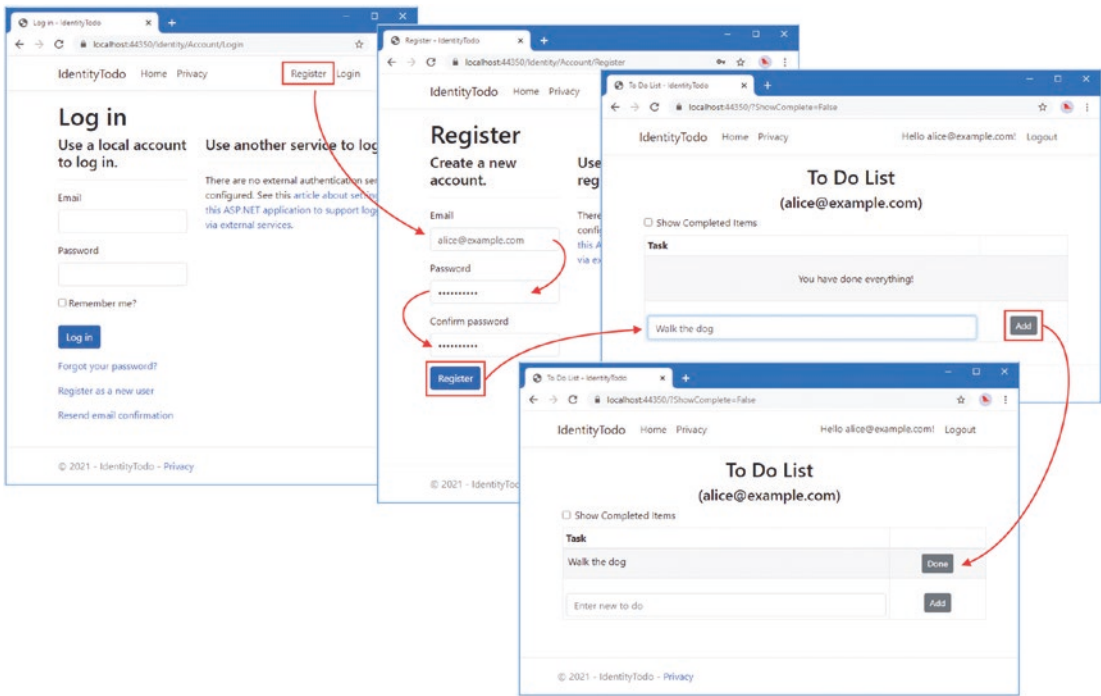 Log in - IdentityTodo
localhost:44350/Identity/Account/Login
IdentityTodo Home Privacy Register Login
Log in
Use a local account
to log in.
Email
Password
Remember me?
Log in
Forgot your password?
Register as a new user
Resend email confirmation
Use another service to log
There are no external authentication
configured. See this article about
this ASP.NET application to support
via external services.
© 2021 - IdentityTodo - Privacy
Register - IdentityTodo
localhost:44350/Identity/Account/Register
IdentityTodo Home Privacy
Register
Create a new
account.
Email
alice@example.com
Password
••••••••••
Confirm password
••••••••••
Register
Use
There
this
© 2021 -
To Do List - IdentityTodo
localhost:44350/?ShowComplete=False
IdentityTodo Home Privacy Hello alice@example.com! Logout
To Do List
(alice@example.com)
Show Completed Items
Task
You have done everything!
Walk the dog Add
To Do List - IdentityTodo
localhost:44350/?ShowComplete=False
IdentityTodo Home Privacy Hello alice@example.com! Logout
To Do List
(alice@example.com)
Show Completed Items
Task
Walk the dog Done
Enter new to do Add
© 2021 - IdentityTodo - Privacy